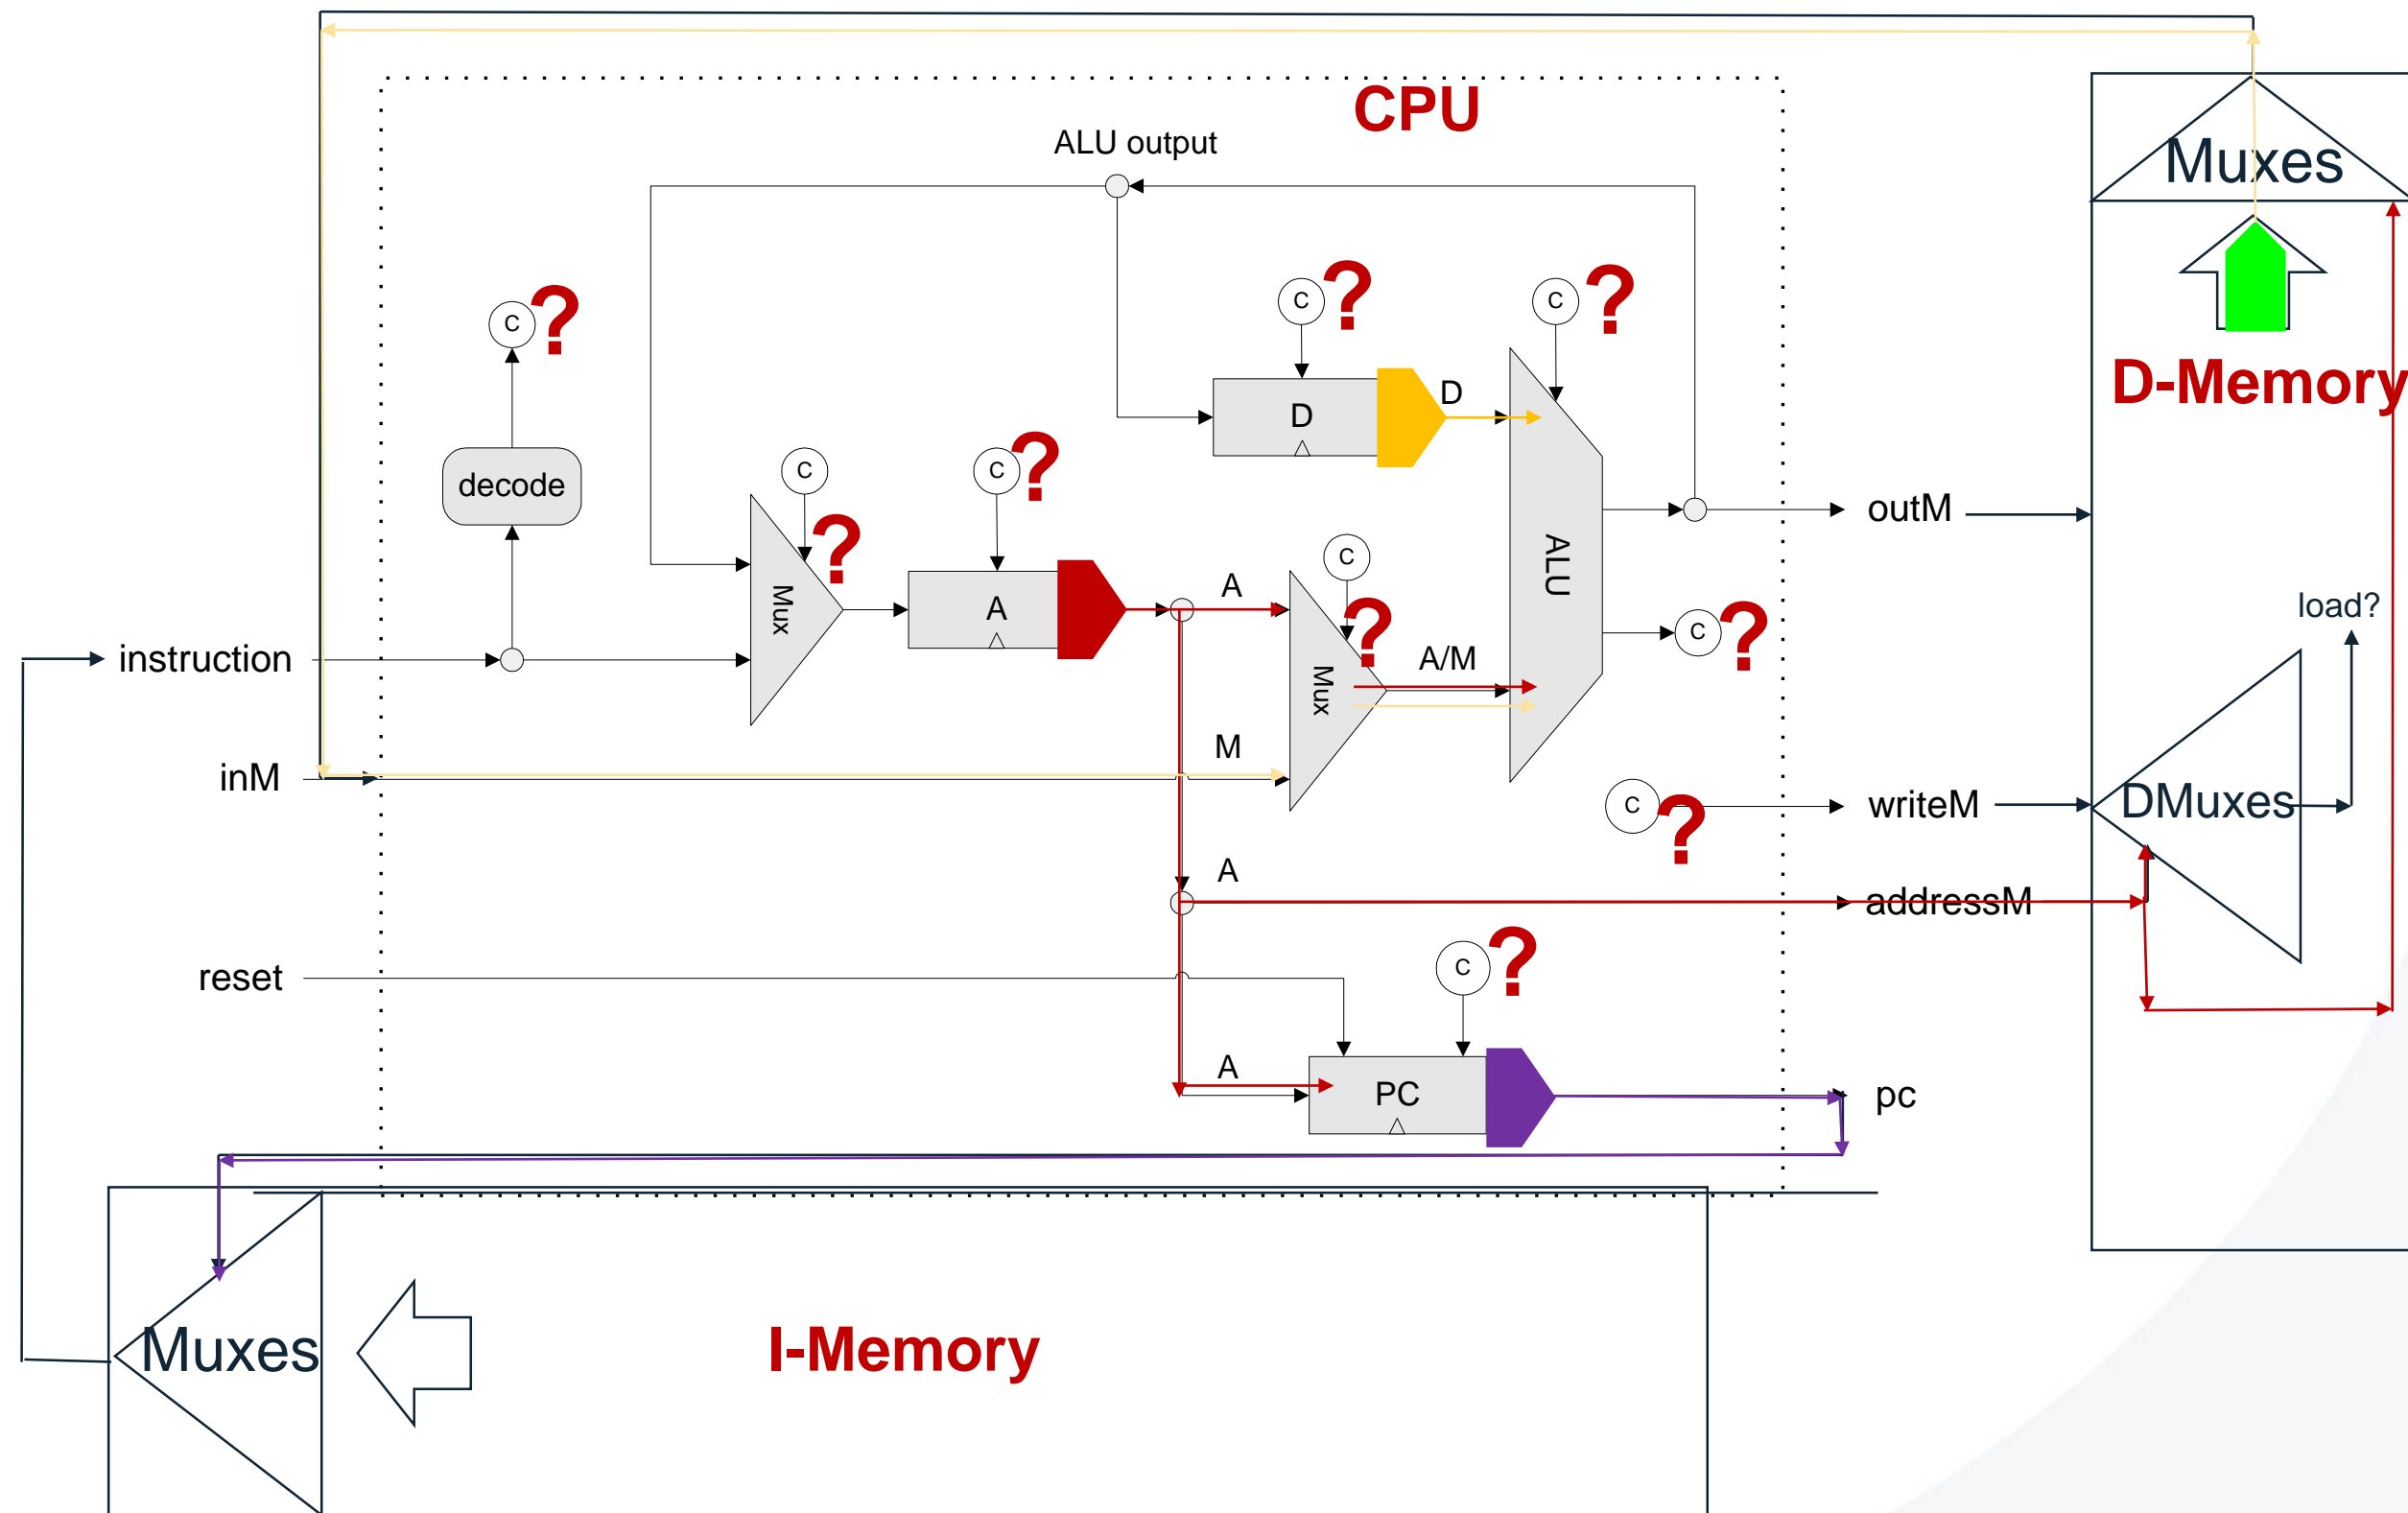 CPU
ALU output
Muxes
C ?
C ?
C ?
D-Memory
D
D
C ?
C ?
decode
outM
C
ALU
Mux
A
A
?
load?
instruction
A/M
C ?
Mux
M
inM
C ?
writeM
DMuxes
A
addressM
reset
C ?
A
PC
pc
Muxes
I-Memory